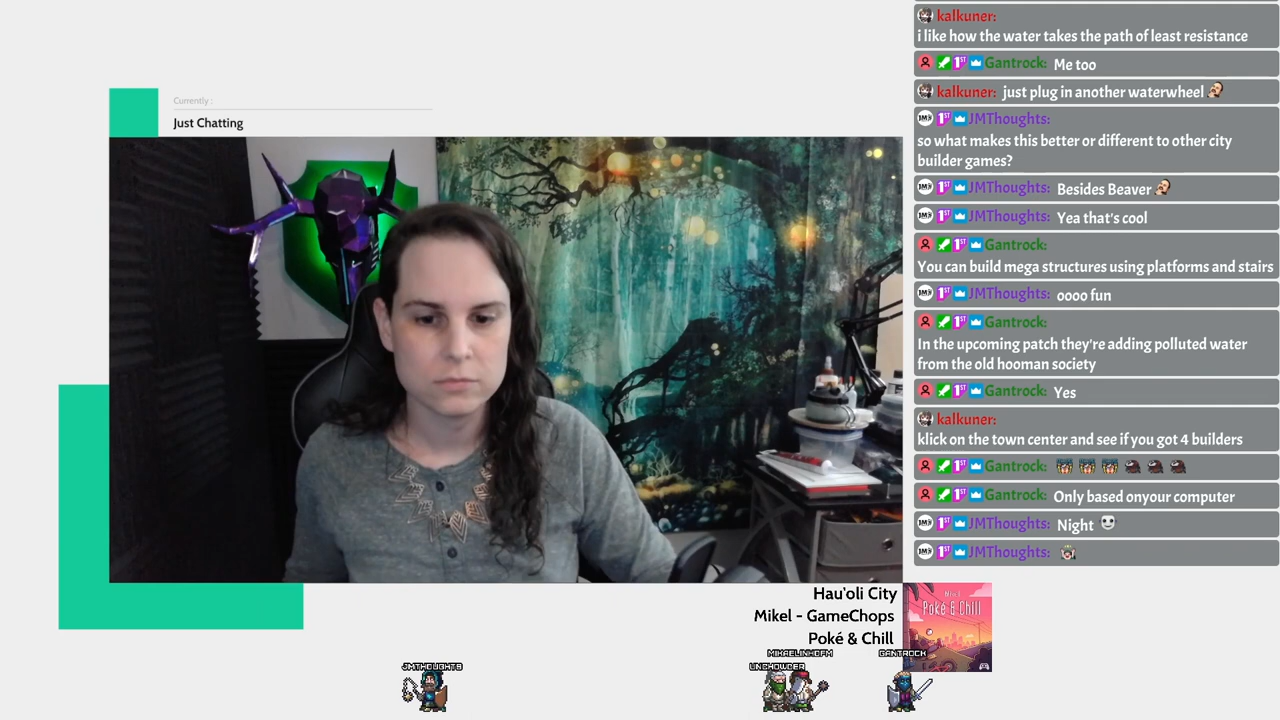 Currently :
Just Chatting
kalkuner:
i like how the water takes the path of least resistance
Gantrock: Me too
kalkuner: just plug in another waterwheel
JMThoughts:
so what makes this better or different to other city
builder games?
JMThoughts: Besides Beaver
JMThoughts: Yea that's cool
Gantrock:
You can build mega structures using platforms and stairs
JMThoughts: oooo fun
Gantrock:
In the upcoming patch they're adding polluted water
from the old hooman society
Gantrock: Yes
kalkuner:
klick on the town center and see if you got 4 builders
Gantrock:
Gantrock: Only based onyour computer
JMThoughts: Night
JMThoughts:
Hau'oli City
Mikel - GameChops
Poké & Chill
Poké & Chill
MIKAELINHOFM
GANTROCK
JMTHOUGHTS
UNCHOWDER